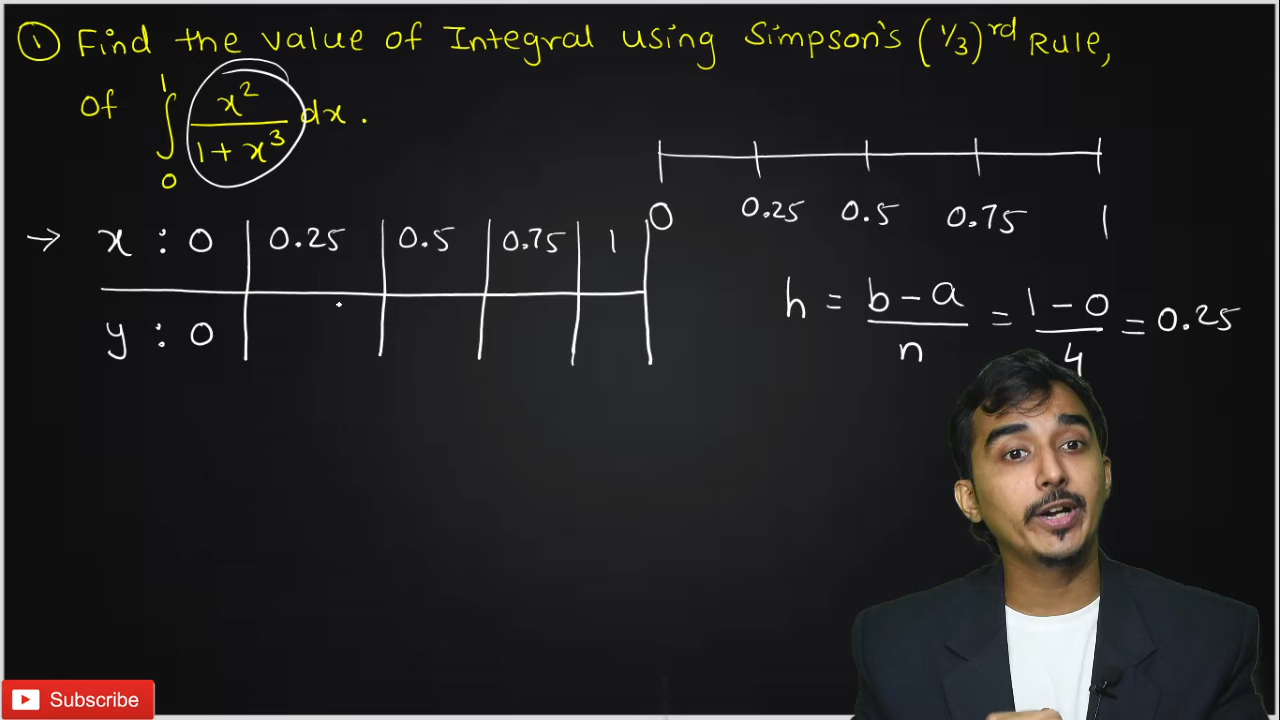 ① Find the value of Integral using Simpson's (1/3)rd Rule,
of ∫₀¹ x²/(1+x³) dx.
0 0.25 0.5 0.75 1
→ x : 0 | 0.25 | 0.5 | 0.75 | 1
y : 0
h = (b-a)/n = (1-0)/4 = 0.25
Subscribe